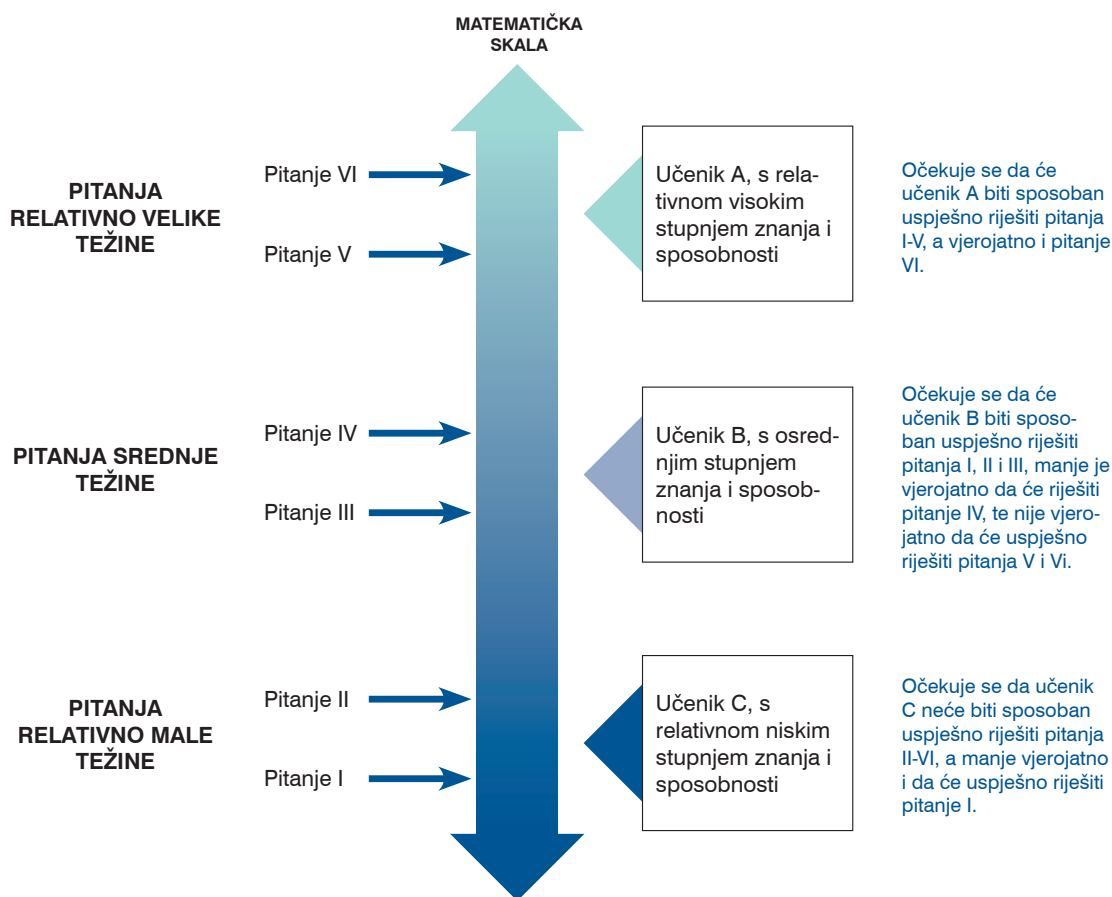 MATEMATIČKA
SKALA
PITANJA
RELATIVNO VELIKE
TEŽINE
Pitanje VI
Pitanje V
Učenik A, s rela-
tivnom visokim
stupnjem znanja i
sposobnosti
Očekuje se da će
učenik A biti sposoban
uspješno riješiti pitanja
I-V, a vjerojatno i pitanje
VI.
PITANJA SREDNJE
TEŽINE
Pitanje IV
Pitanje III
Učenik B, s osred-
njim stupnjem
znanja i sposob-
nosti
Očekuje se da će
učenik B biti sposo-
ban uspješno riješiti
pitanja I, II i III, manje je
vjerojatno da će riješiti
pitanje IV, te nije vjero-
jatno da će uspješno
riješiti pitanja V i Vi.
PITANJA
RELATIVNO MALE
TEŽINE
Pitanje II
Pitanje I
Učenik C, s
relativnom niskim
stupnjem znanja i
sposobnosti
Očekuje se da učenik
C neće biti sposoban
uspješno riješiti pitanja
II-VI, a manje vjerojatno
i da će uspješno riješiti
pitanje I.